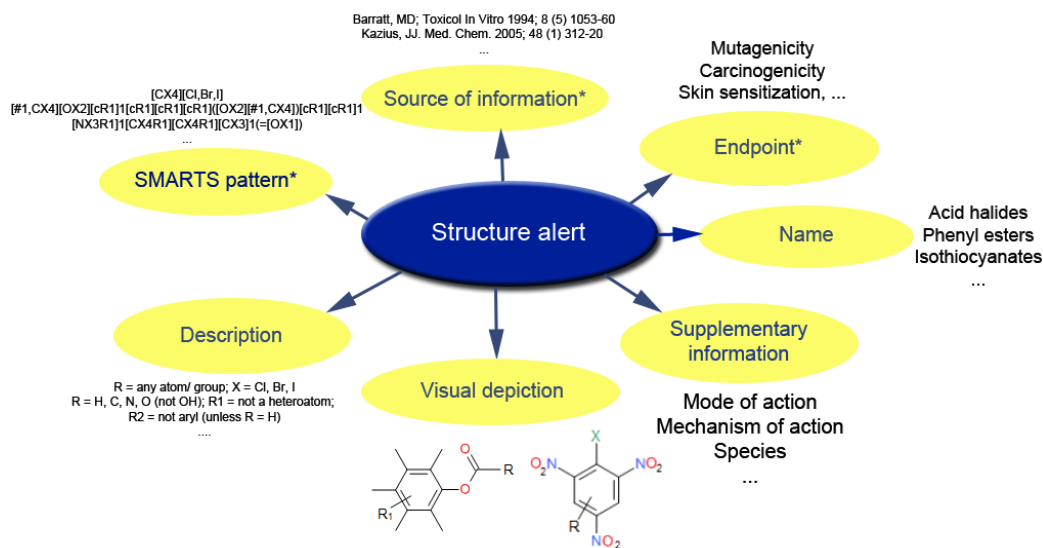 Barratt, MD; Toxicol In Vitro 1994; 8 (5) 1053-60
Kazius, JJ. Med. Chem. 2005; 48 (1) 312-20
...
Source of information*
Mutagenicity
Carcinogenicity
Skin sensitization, ...
Endpoint*
[CX4][Cl,Br,I]
[#1,CX4][OX2][cR1]1[cR1][cR1][cR1]([OX2][#1,CX4])[cR1][cR1]1
[NX3R1]1[CX4R1][CX4R1][CX3]1(=[OX1])
...
SMARTS pattern*
Structure alert
Name
Acid halides
Phenyl esters
Isothiocyanates
...
Description
R = any atom/ group; X = Cl, Br, I
R = H, C, N, O (not OH); R1 = not a heteroatom;
R2 = not aryl (unless R = H)
....
Visual depiction
Supplementary
information
Mode of action
Mechanism of action
Species
...
O
O
R
R1
X
O2N
NO2
R
NO2